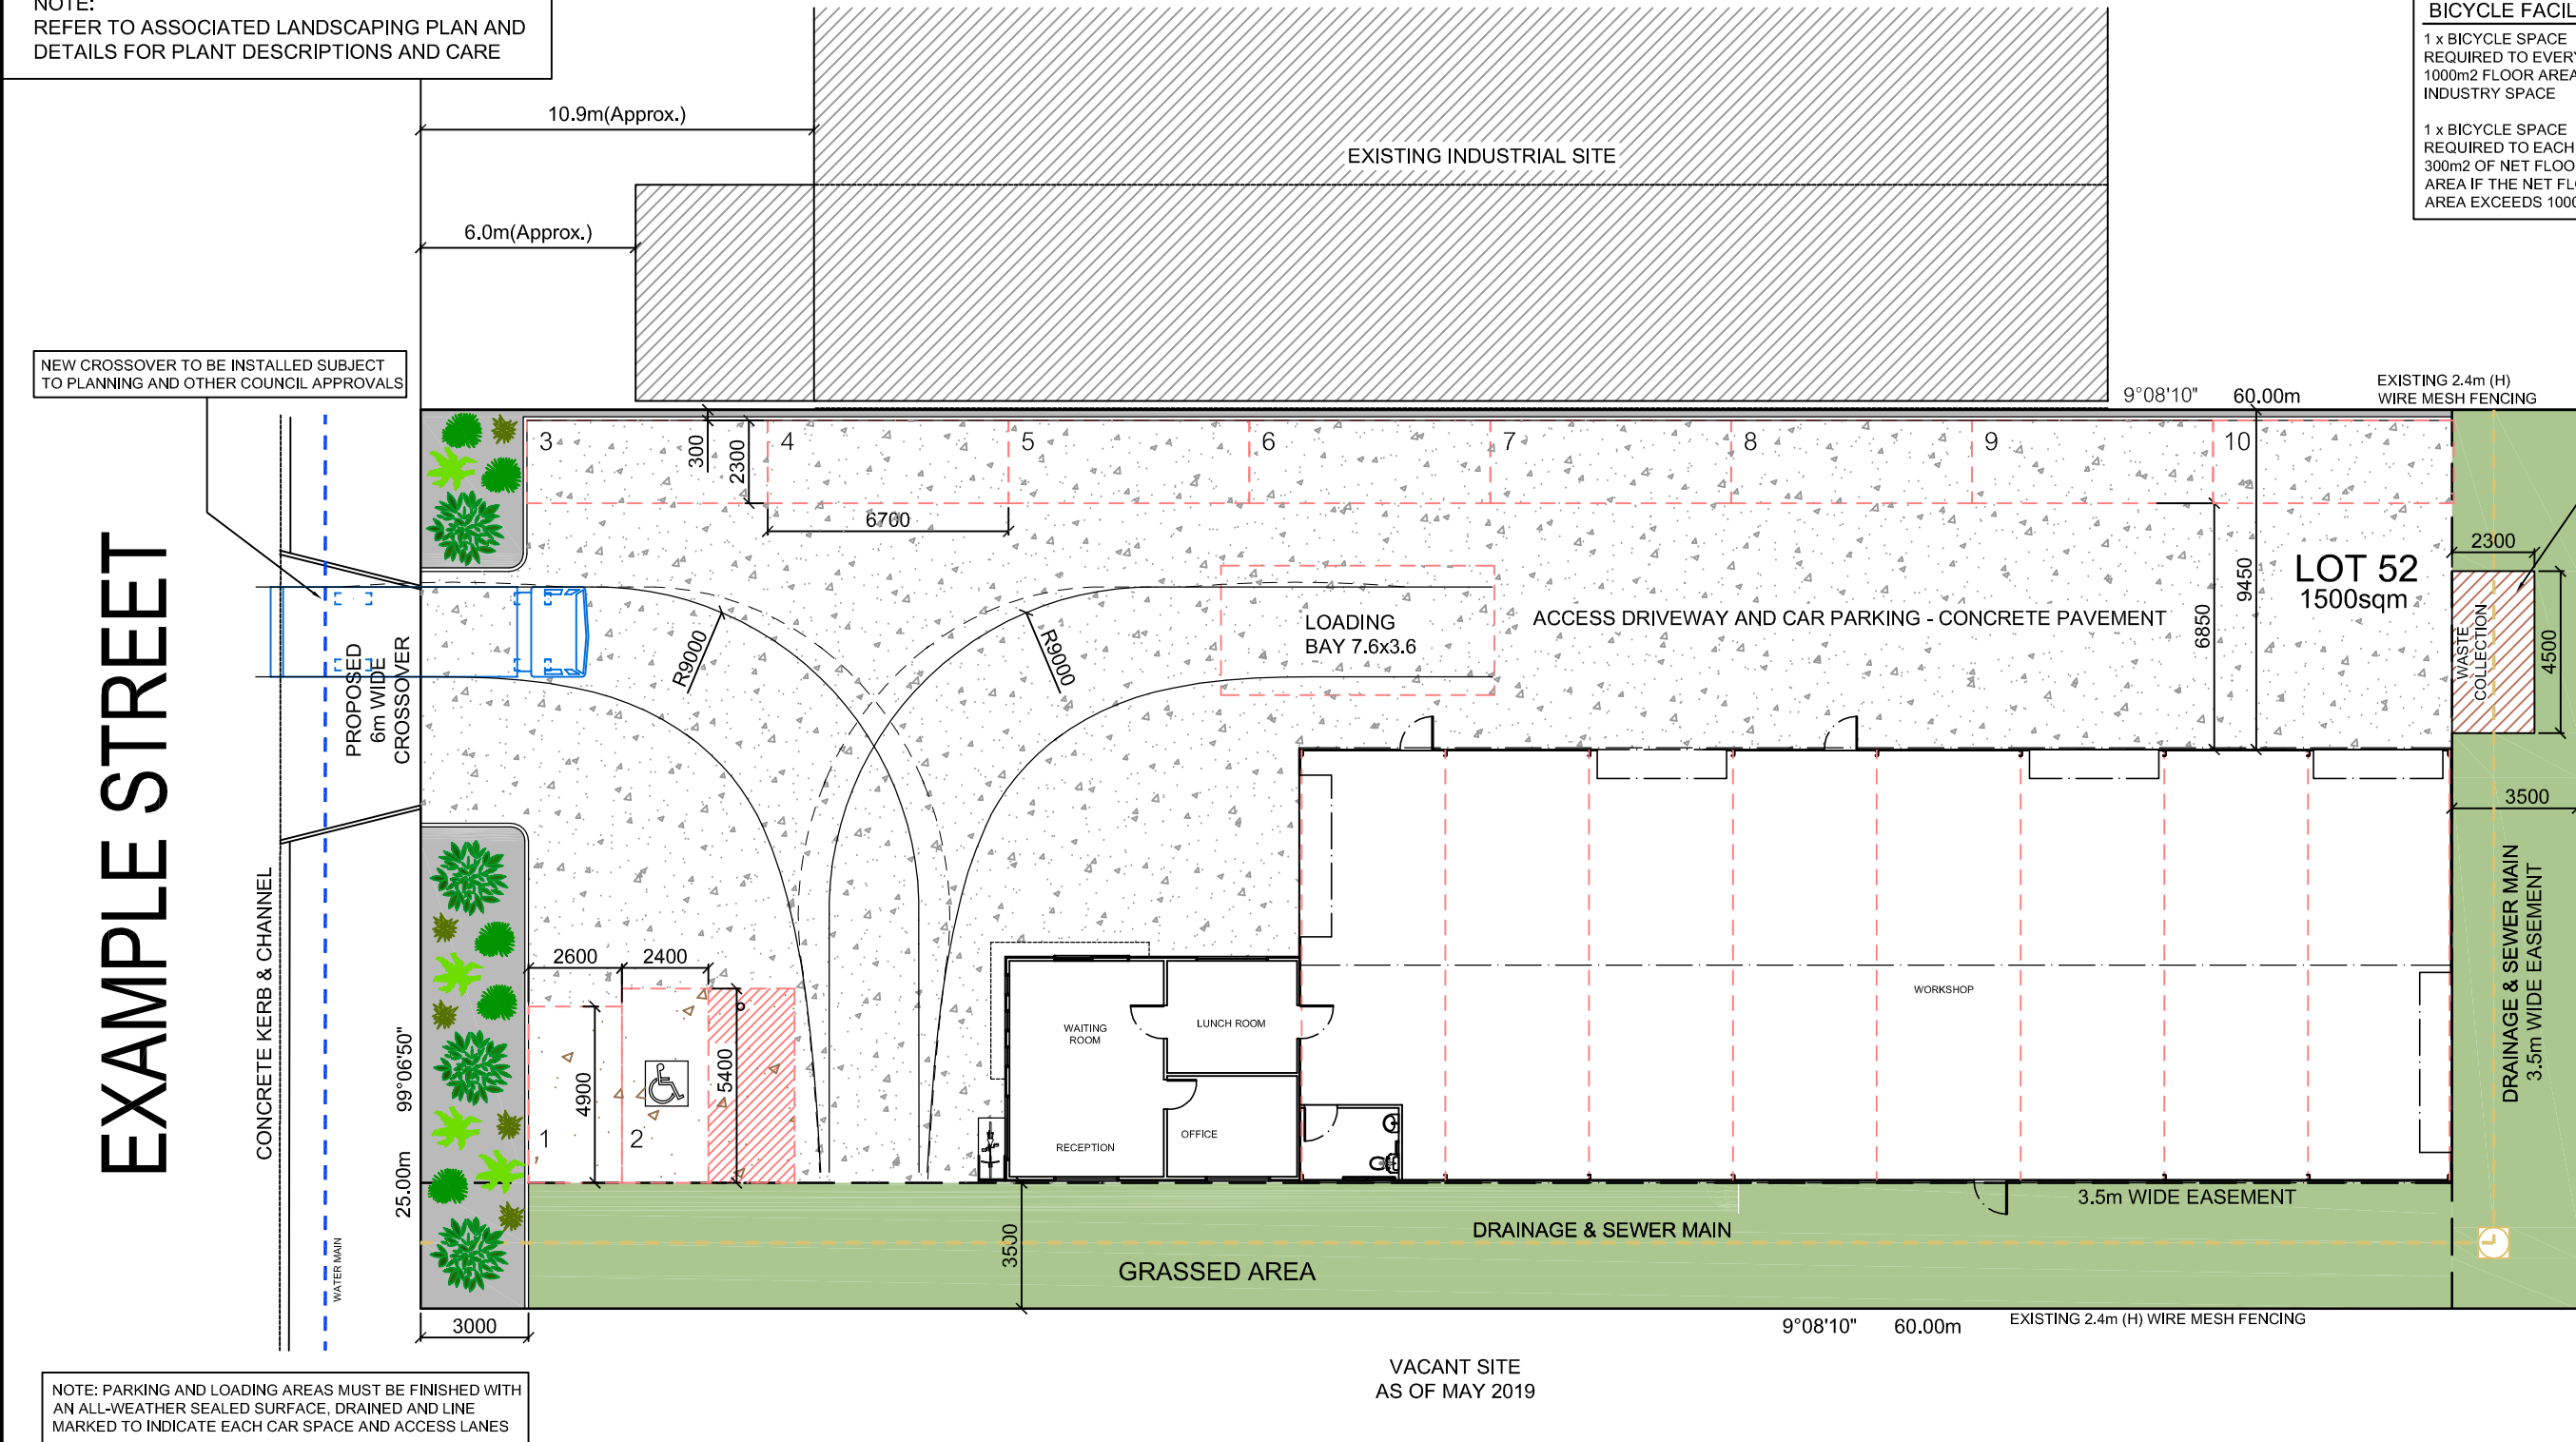 NOTE:
REFER TO ASSOCIATED LANDSCAPING PLAN AND
DETAILS FOR PLANT DESCRIPTIONS AND CARE
BICYCLE FACIL
1 x BICYCLE SPACE
REQUIRED TO EVERY
1000m2 FLOOR AREA
INDUSTRY SPACE
1 x BICYCLE SPACE
REQUIRED TO EACH
300m2 OF NET FLOO
AREA IF THE NET FL
AREA EXCEEDS 1000
10.9m(Approx.)
EXISTING INDUSTRIAL SITE
6.0m(Approx.)
NEW CROSSOVER TO BE INSTALLED SUBJECT
TO PLANNING AND OTHER COUNCIL APPROVALS
9°08'10" 60.00m
EXISTING 2.4m (H)
WIRE MESH FENCING
3
4
5
6
7
8
9
10
300
2300
6700
EXAMPLE STREET
CONCRETE KERB & CHANNEL
WATER MAIN
PROPOSED
6m WIDE
CROSSOVER
R9000
R9000
LOADING
BAY 7.6x3.6
ACCESS DRIVEWAY AND CAR PARKING - CONCRETE PAVEMENT
6850
9450
LOT 52
1500sqm
2300
WASTE
COLLECTION
4500
3500
DRAINAGE & SEWER MAIN
3.5m WIDE EASEMENT
99°06'50"
25.00m
2600
2400
4900
5400
1
2
WAITING
ROOM
LUNCH ROOM
RECEPTION
OFFICE
WORKSHOP
3.5m WIDE EASEMENT
DRAINAGE & SEWER MAIN
3500
GRASSED AREA
3000
9°08'10" 60.00m
EXISTING 2.4m (H) WIRE MESH FENCING
VACANT SITE
AS OF MAY 2019
NOTE: PARKING AND LOADING AREAS MUST BE FINISHED WITH
AN ALL-WEATHER SEALED SURFACE, DRAINED AND LINE
MARKED TO INDICATE EACH CAR SPACE AND ACCESS LANES